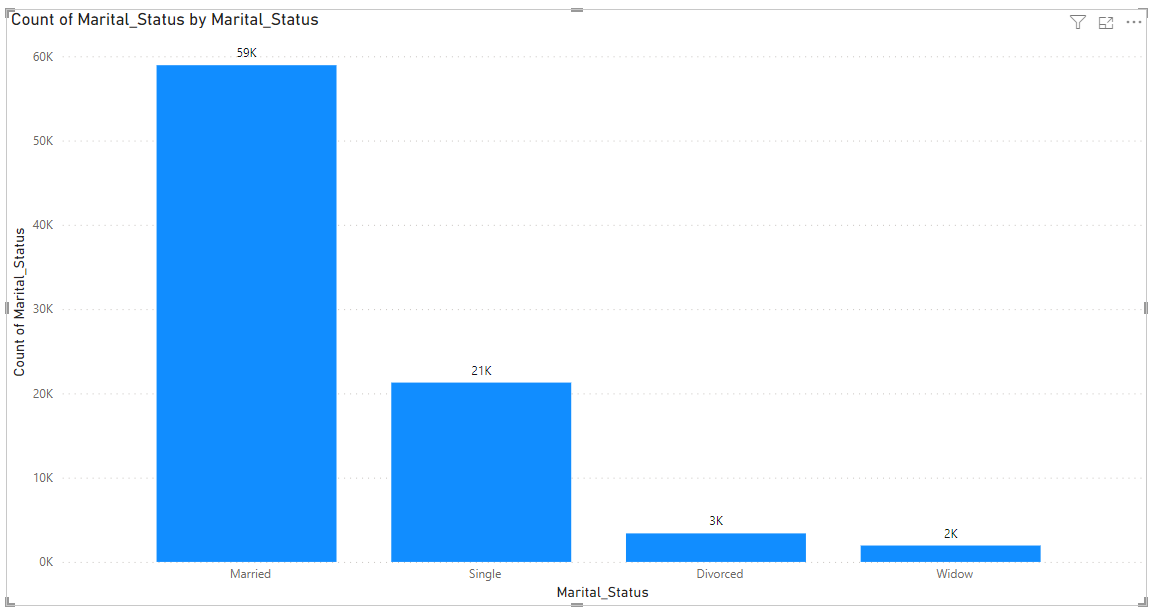 Count of Marital_Status by Marital_Status
Count of Marital_Status
60K
50K
40K
30K
20K
10K
0K
59K
21K
3K
2K
Married
Single
Divorced
Widow
Marital_Status